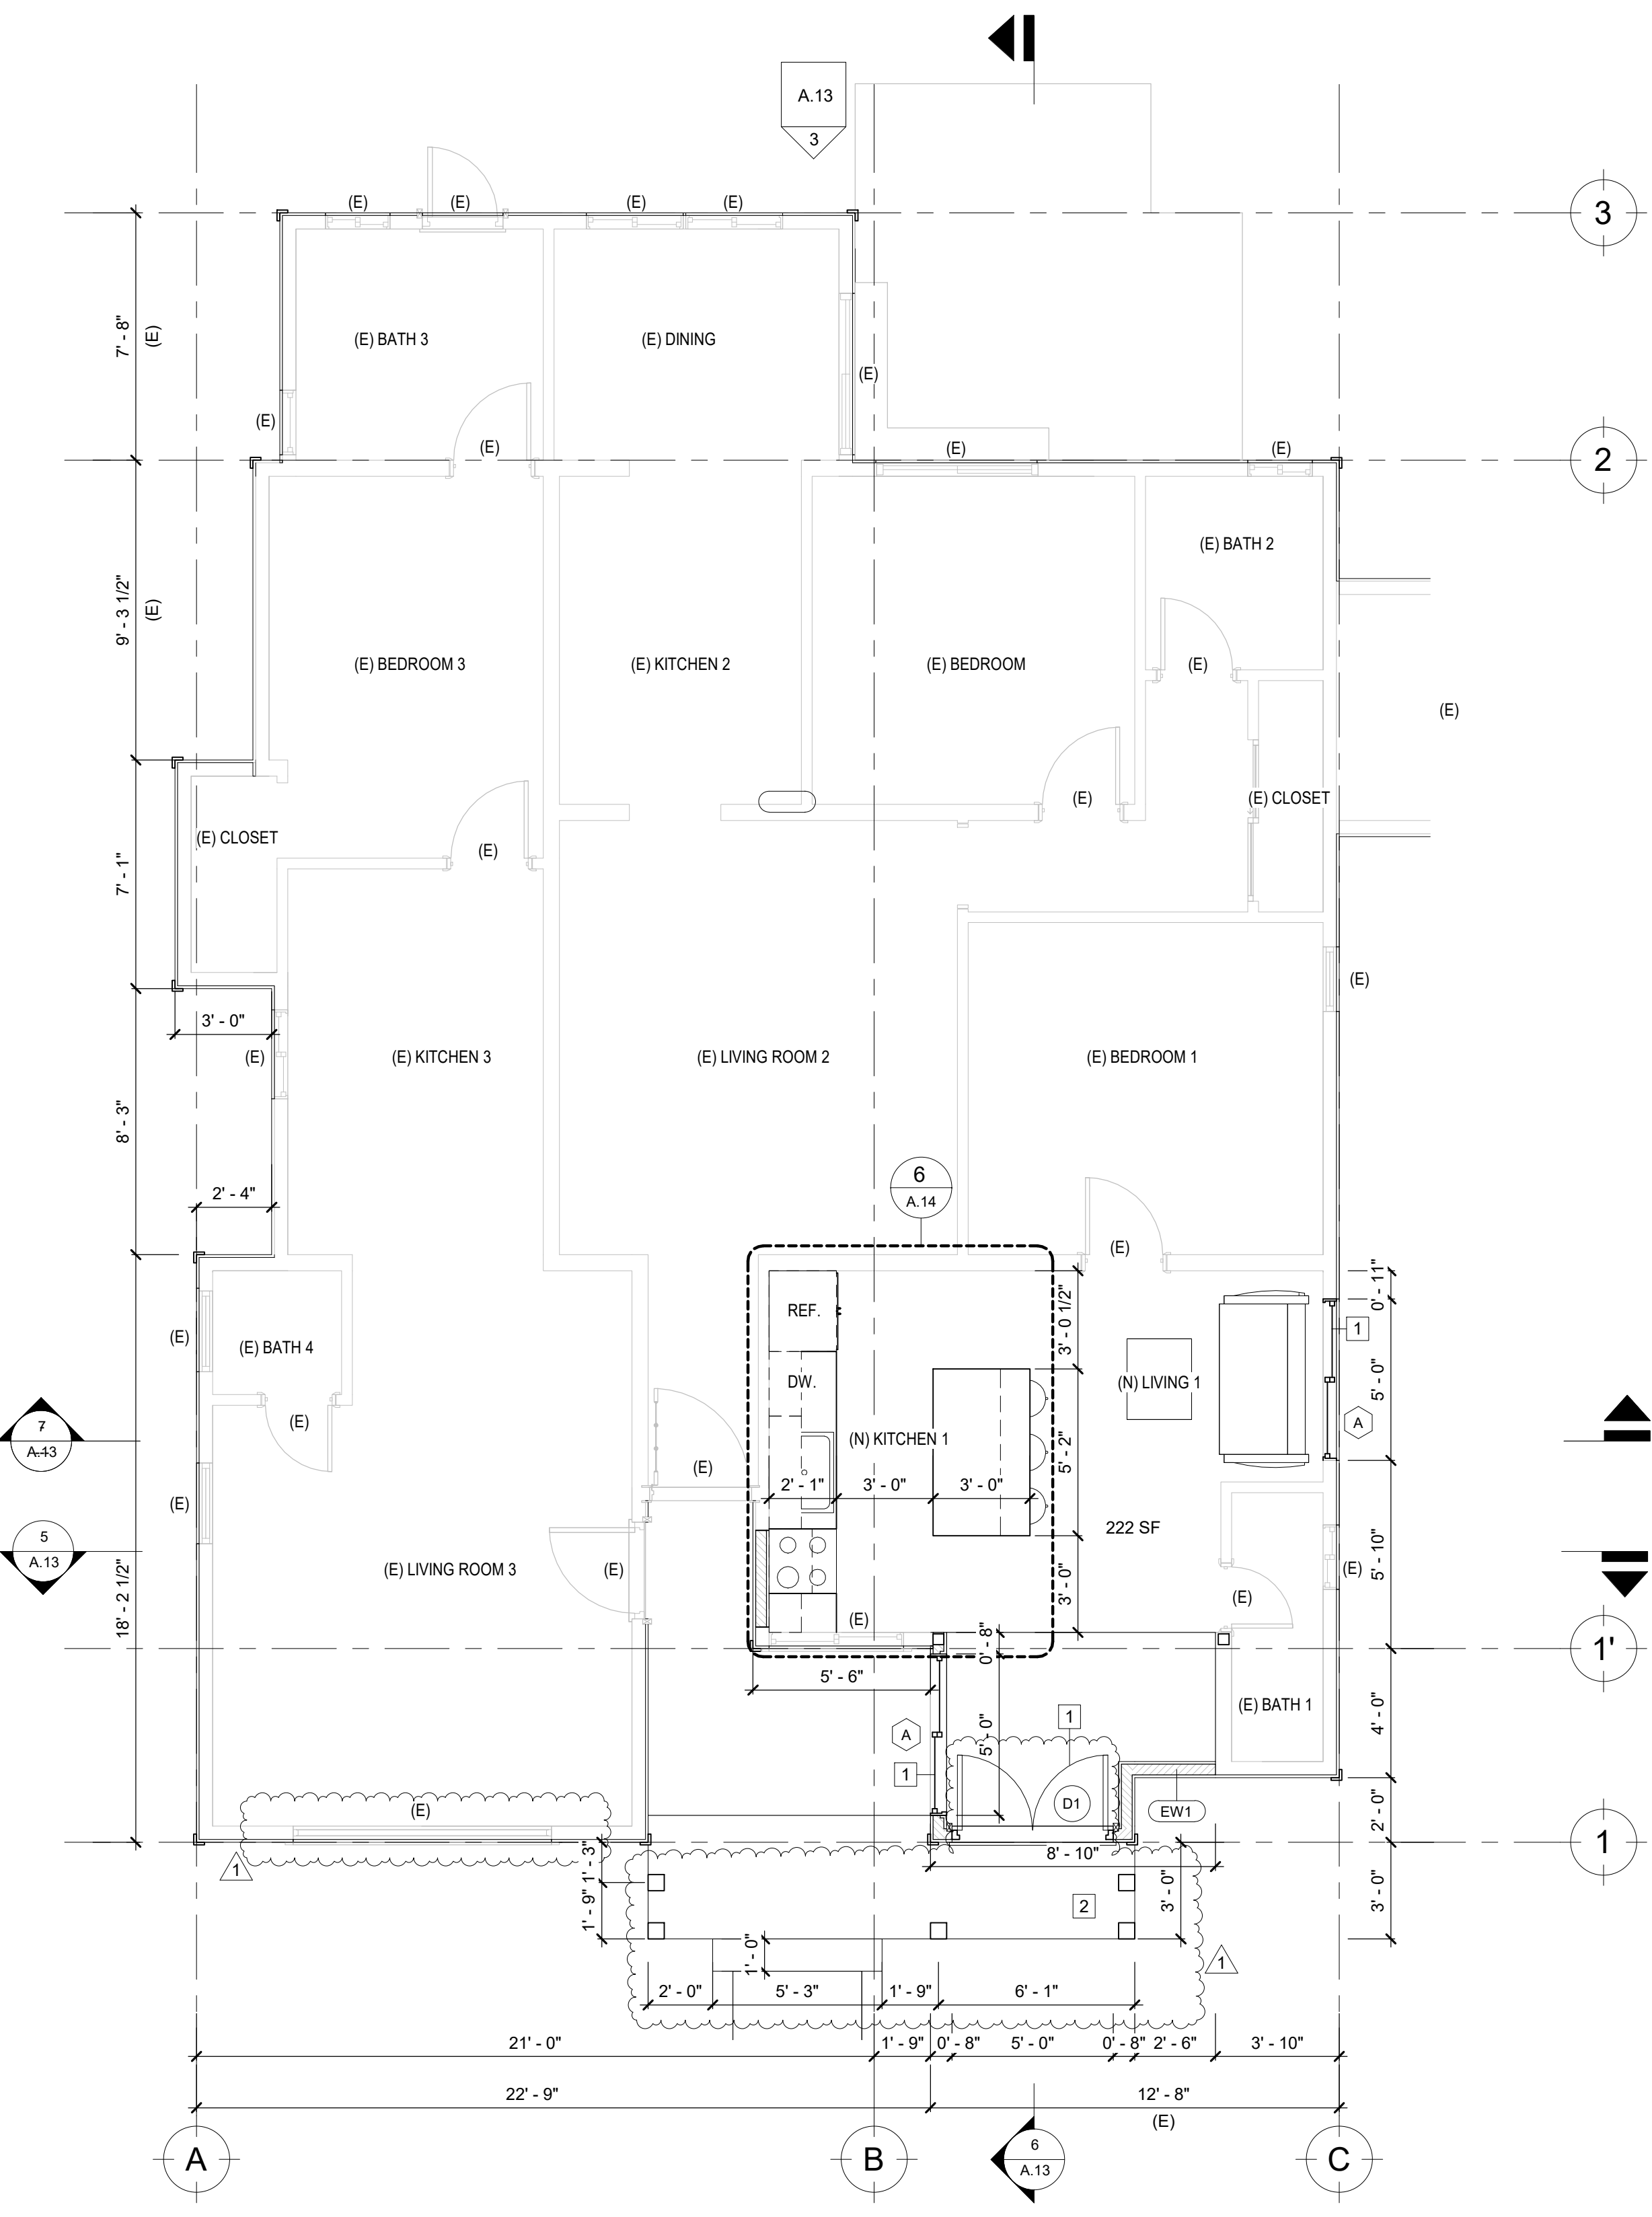 A.13
3
(E)
(E)
(E)
(E)
3
7' - 8"
(E)
(E) BATH 3
(E) DINING
(E)
(E)
(E)
(E)
(E)
2
9' - 3 1/2"
(E)
(E) BATH 2
(E) BEDROOM 3
(E) KITCHEN 2
(E) BEDROOM
(E)
(E)
(E)
(E) CLOSET
(E) CLOSET
(E)
7' - 1"
(E)
3' - 0"
(E)
(E) KITCHEN 3
(E) LIVING ROOM 2
(E) BEDROOM 1
8' - 3"
2' - 4"
6
A.14
(E)
0' - 11"
REF.
3' - 0 1/2"
1
(E)
(E) BATH 4
DW.
(N) LIVING 1
5' - 0"
(E)
A
7
A.13
(N) KITCHEN 1
5' - 2"
(E)
(E)
2' - 1"
3' - 0"
3' - 0"
222 SF
5
A.13
18' - 2 1/2"
(E) LIVING ROOM 3
(E)
3' - 0"
(E)
(E)
5' - 10"
(E)
0' - 8"
1'
5' - 6"
(E) BATH 1
4' - 0"
A
5' - 0"
1
1
D1
EW1
(E)
2' - 0"
1
1
1' - 3"
8' - 10"
1' - 9"
2
3' - 0"
3' - 0"
1' - 0"
1
2' - 0"
5' - 3"
1' - 9"
6' - 1"
21' - 0"
1' - 9"
0' - 8"
5' - 0"
0' - 8"
2' - 6"
3' - 10"
22' - 9"
12' - 8"
(E)
A
B
6
A.13
C